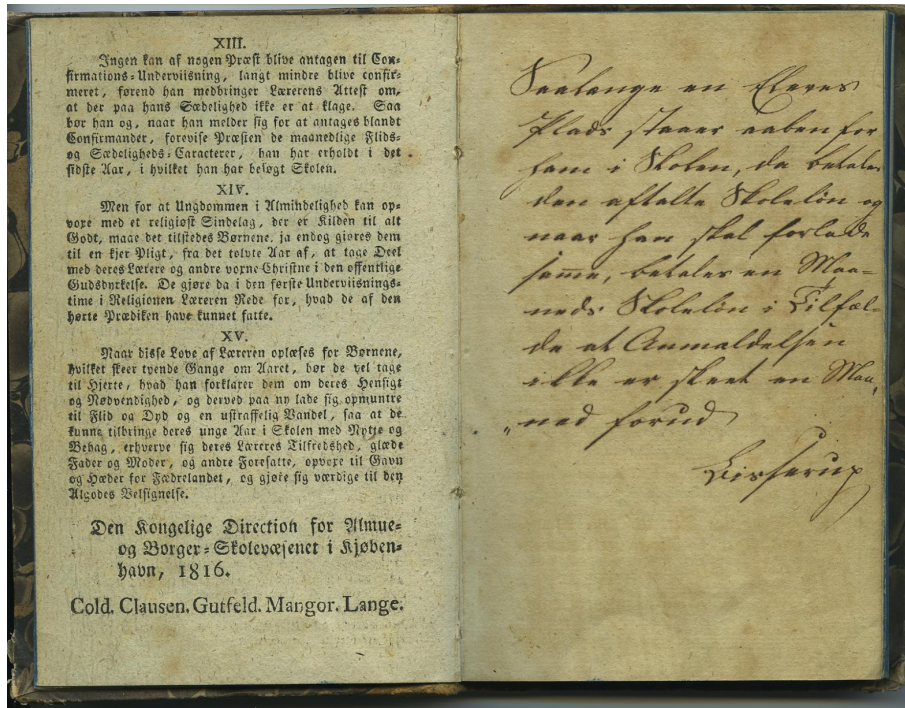 XIII.
Ingen kan af nogen Præst blive antagen til Con-
firmations-Underviisning, langt mindre blive confir-
meret, førend han medbringer Lærerens Attest om,
at der paa hans Sædelighed ikke er at klage. Saa
bør han og, naar han melder sig for at antages blandt
Confirmander, forevise Præsten de maanedlige Flids-
og Sædeligheds-Caracterer, han har erholdt i det
sidste Aar, i hvilket han har besøgt Skolen.
XIV.
Men for at Ungdommen i Almindelighed kan op-
voxe med et religiøst Sindelag, der er Kilden til alt
Godt, maae det tilstedes Børnene, ja endog gjøres dem
til en kjer Pligt, fra det tolvte Aar af, at tage Deel
med deres Lærere og andre voxne Christne i den offentlige
Gudsdyrkelse. De gjøre da i den første Underviisnings-
time i Religionen Læreren Rede for, hvad de af den
hørte Prædiken have kunnet fatte.
XV.
Naar disse Love af Læreren oplæses for Børnene,
hvilket skeer tvende Gange om Aaret, bør de vel tage
til Hjerte, hvad han forklarer dem om deres Hensigt
og Nødvendighed, og derved paa ny lade sig opmuntre
til Flid og Dyd og en ustraffelig Vandel, saa at de
kunne tilbringe deres unge Aar i Skolen med Nytte og
Behag, erhverve sig deres Læreres Tilfredshed, glæde
Fader og Moder, og andre Foresatte, opvoxe til Gavn
og Hæder for Fædrelandet, og gjøre sig værdige til den
Algodes Velsignelse.
Den Kongelige Direction for Almue-
og Borger-Skolevæsenet i Kjøben-
havn, 1816.
Cold. Clausen. Gutfeld. Mangor. Lange.
Saalænge en Elevs
Plads staaer aaben for
ham i Skolen, da betales
den aftalte Skoleløn og
naar han skal forlade
samme, betales en Maa-
neds Skoleløn i Tilfæl-
de at Anmeldelsen
ikke er skeet en Maa-
ned forud
Lisserup